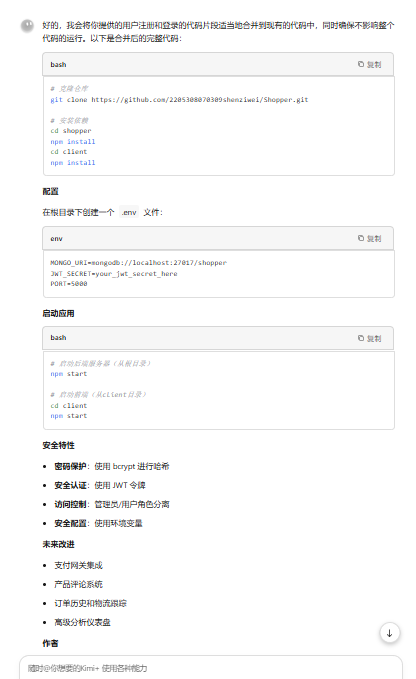 好的，我会将你提供的用户注册和登录的代码片段适当地合并到现有的代码中，同时确保不影响整个
代码的运行。以下是合并后的完整代码：
bash
复制
# 克隆仓库
git clone https://github.com/2205308070309shenziwei/Shopper.git
# 安装依赖
cd shopper
npm install
cd client
npm install
配置
在根目录下创建一个 .env 文件：
env
复制
MONGO_URI=mongodb://localhost:27017/shopper
JWT_SECRET=your_jwt_secret_here
PORT=5000
启动应用
bash
复制
# 启动后端服务器（从根目录）
npm start
# 启动前端（从client目录）
cd client
npm start
安全特性
• 密码保护：使用 bcrypt 进行哈希
• 安全认证：使用 JWT 令牌
• 访问控制：管理员/用户角色分离
• 安全配置：使用环境变量
未来改进
• 支付网关集成
• 产品评论系统
• 订单历史和物流跟踪
• 高级分析仪表盘
作者
随时@你想要的Kimi+ 使用各种能力